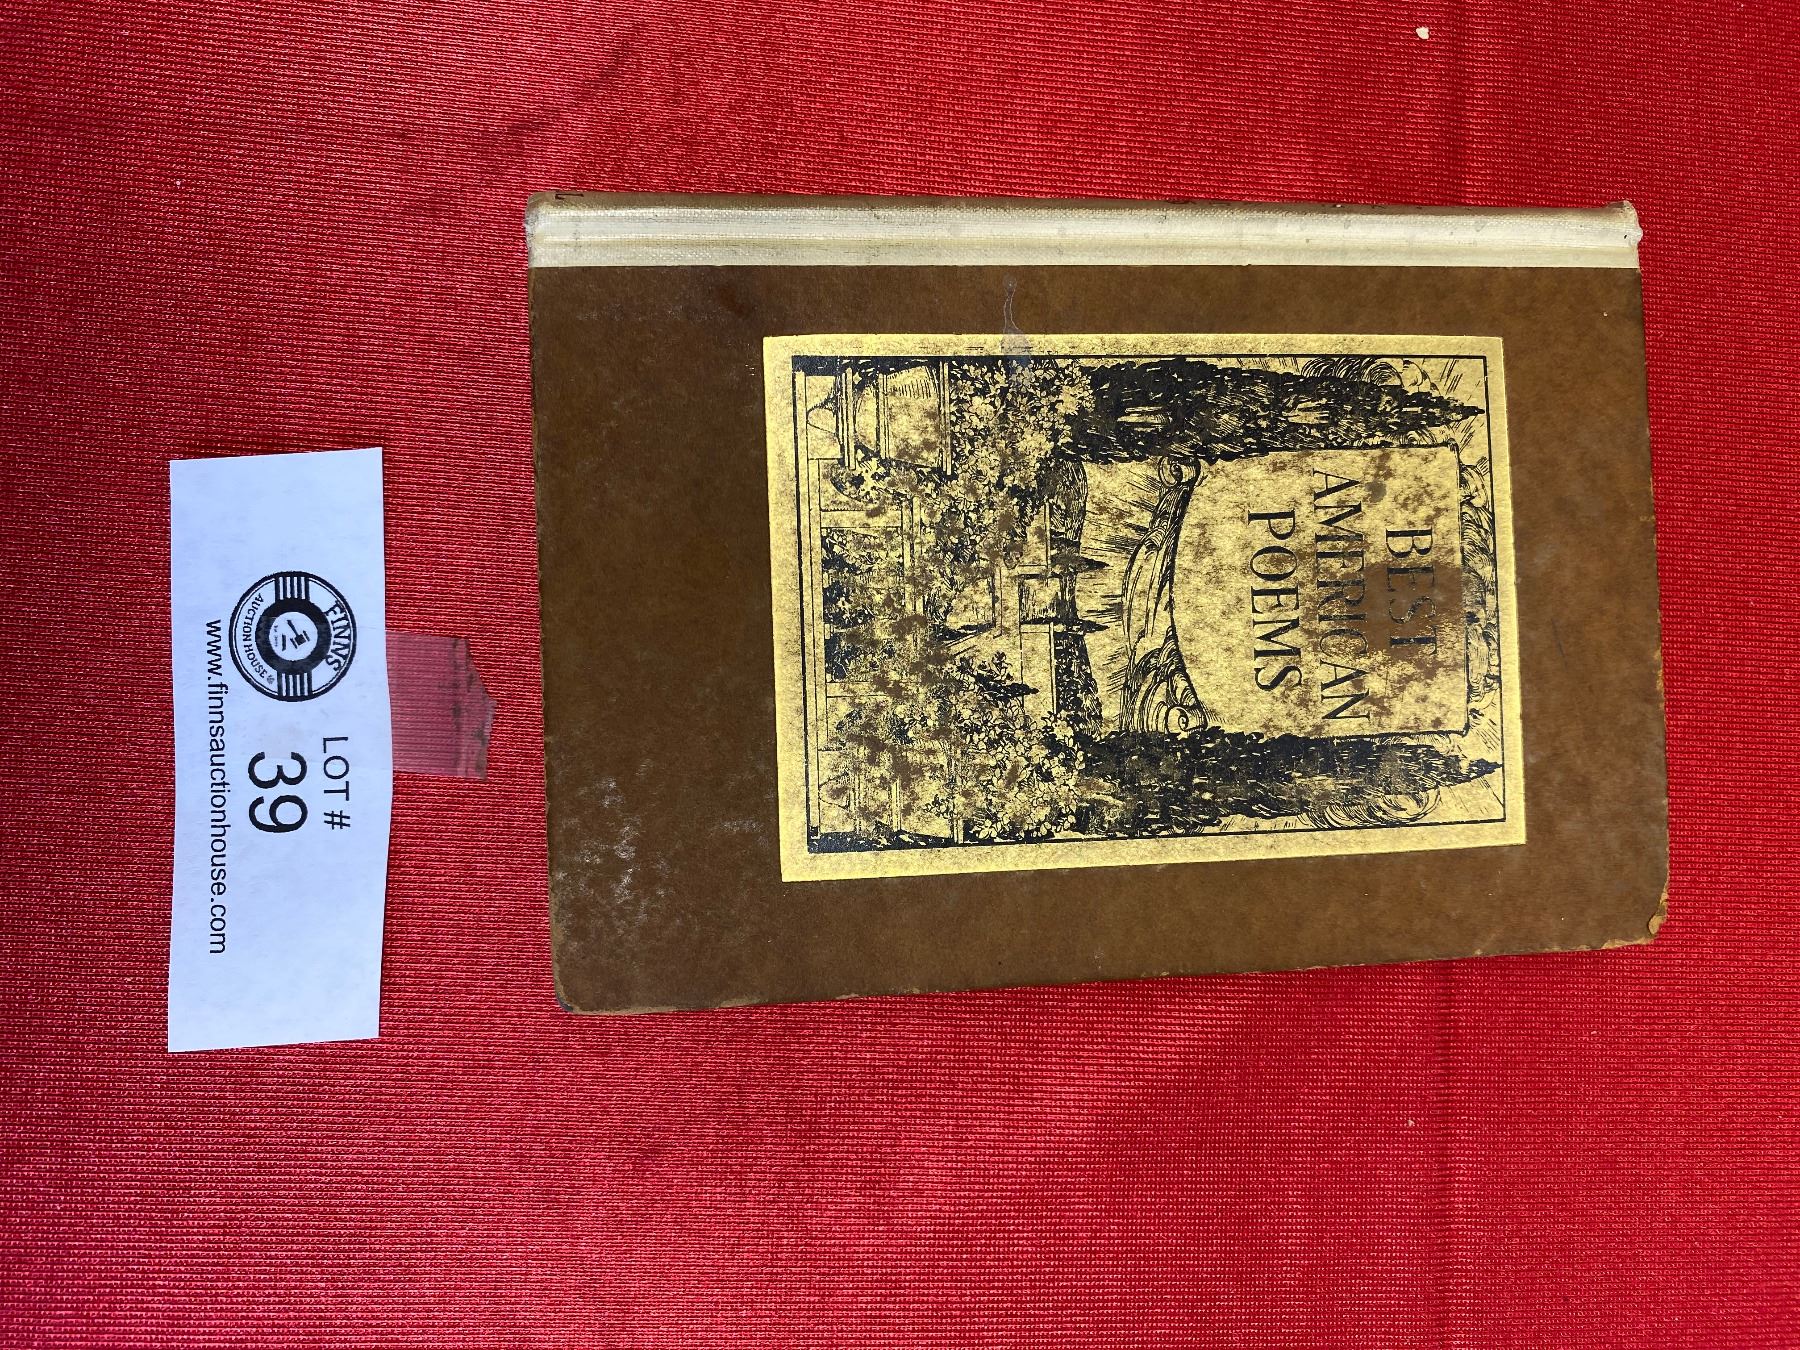 BEST
AMERICAN
POEMS
FINNS
AUCTION HOUSE
LOT #
39
www.finnsauctionhouse.com